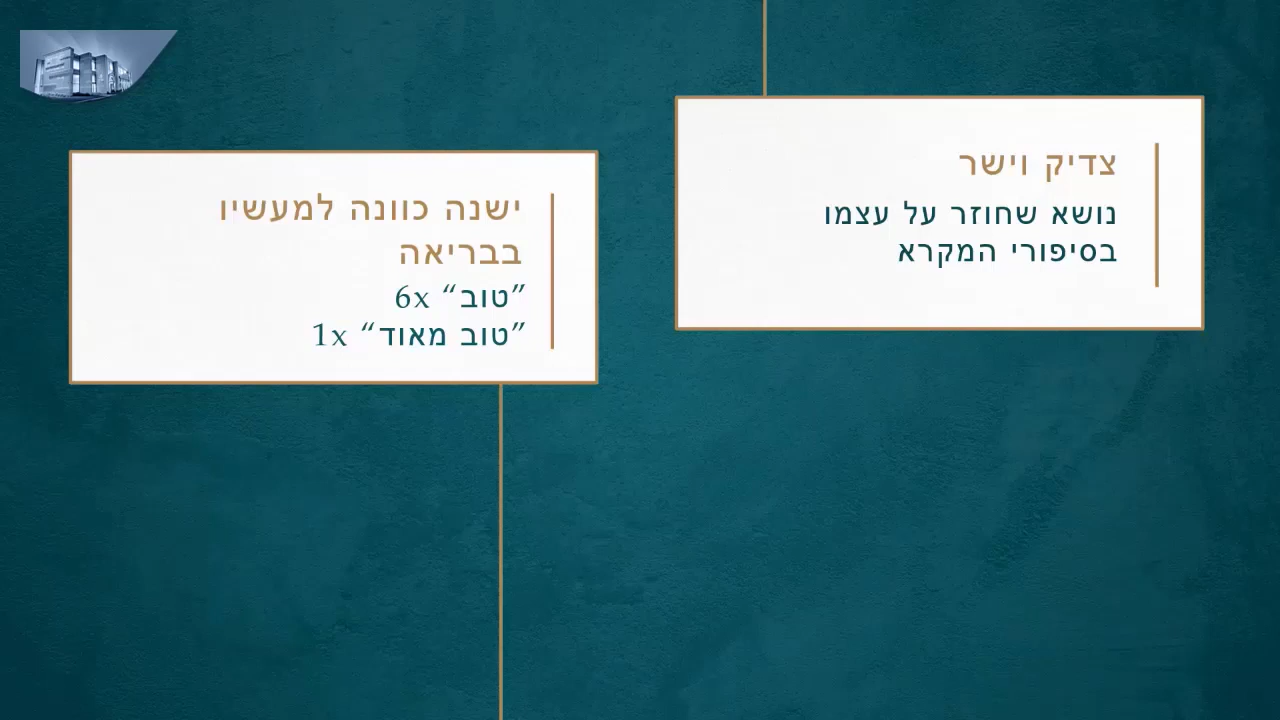 צדיק וישר
נושא שחוזר על עצמו
בסיפורי המקרא
ישנה כוונה למעשיו
בבריאה
”טוב“ 6x
”טוב מאוד“ 1x